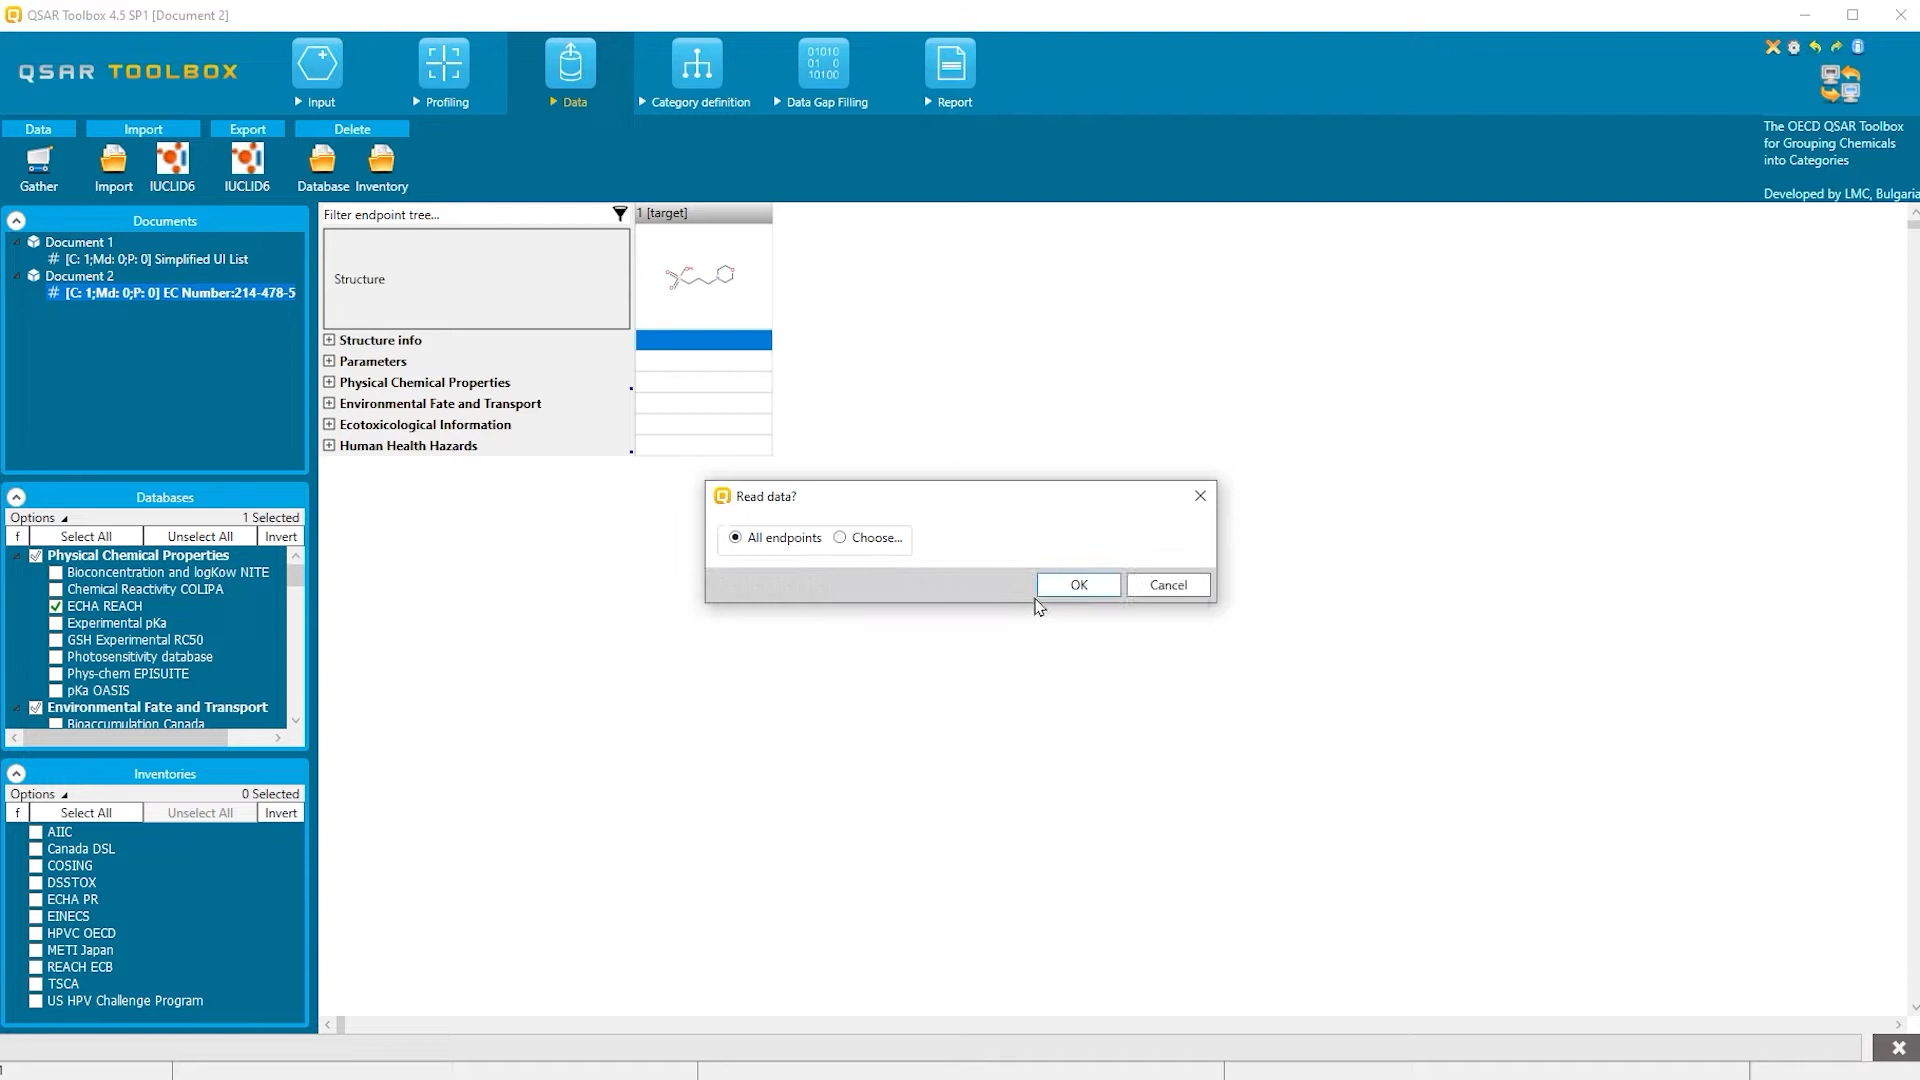 QSAR Toolbox 4.5 SP1 [Document 2]
QSAR TOOLBOX
Input
Profiling
Data
Category definition
01010
01 0
10100
Data Gap Filling
Report
The OECD QSAR Toolbox
for Grouping Chemicals
into Categories
Developed by LMC, Bulgaria
Data
Import
Export
Delete
Gather
Import
IUCLID6
IUCLID6
Database
Inventory
Documents
Document 1
# [C: 1;Md: 0;P: 0] Simplified UI List
Document 2
# [C: 1;Md: 0;P: 0] EC Number:214-478-5
Filter endpoint tree...
1 [target]
Structure
Structure info
Parameters
Physical Chemical Properties
Environmental Fate and Transport
Ecotoxicological Information
Human Health Hazards
Read data?
All endpoints
Choose...
OK
Cancel
Databases
Options
1 Selected
f
Select All
Unselect All
Invert
Physical Chemical Properties
Bioconcentration and logKow NITE
Chemical Reactivity COLIPA
ECHA REACH
Experimental pKa
GSH Experimental RC50
Photosensitivity database
Phys-chem EPISUITE
pKa OASIS
Environmental Fate and Transport
Bioaccumulation Canada
Inventories
Options
0 Selected
f
Select All
Unselect All
Invert
AIIC
Canada DSL
COSING
DSSTOX
ECHA PR
EINECS
HPVC OECD
METI Japan
REACH ECB
TSCA
US HPV Challenge Program